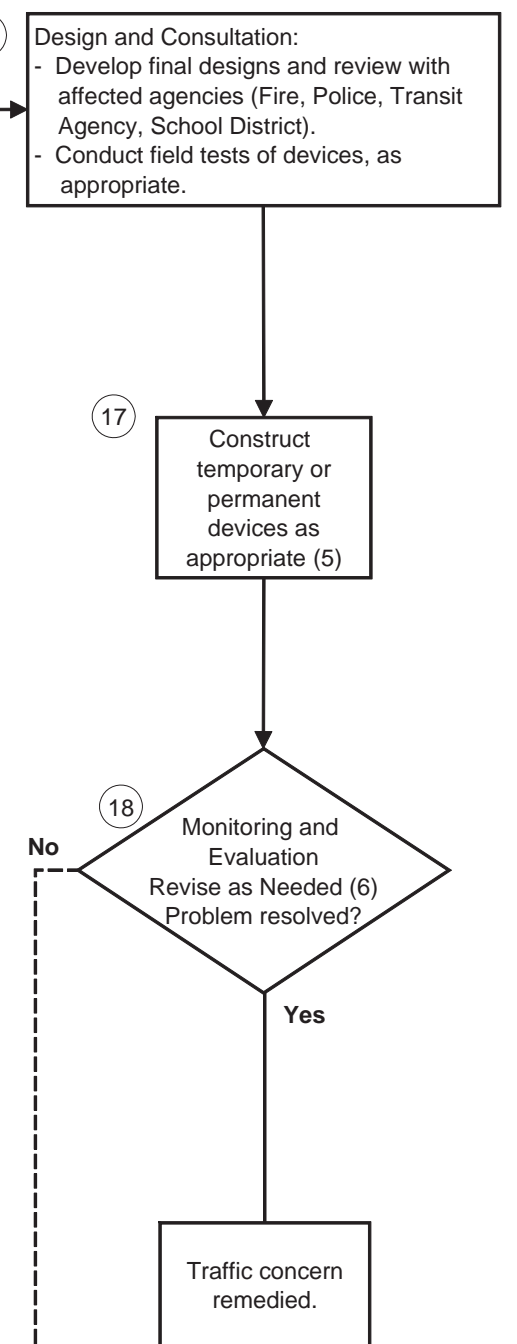 Design and Consultation:
- Develop final designs and review with
affected agencies (Fire, Police, Transit
Agency, School District).
- Conduct field tests of devices, as
appropriate.
17
Construct
temporary or
permanent
devices as
appropriate (5)
18
Monitoring and
Evaluation
Revise as Needed (6)
Problem resolved?
No
Yes
Traffic concern
remedied.